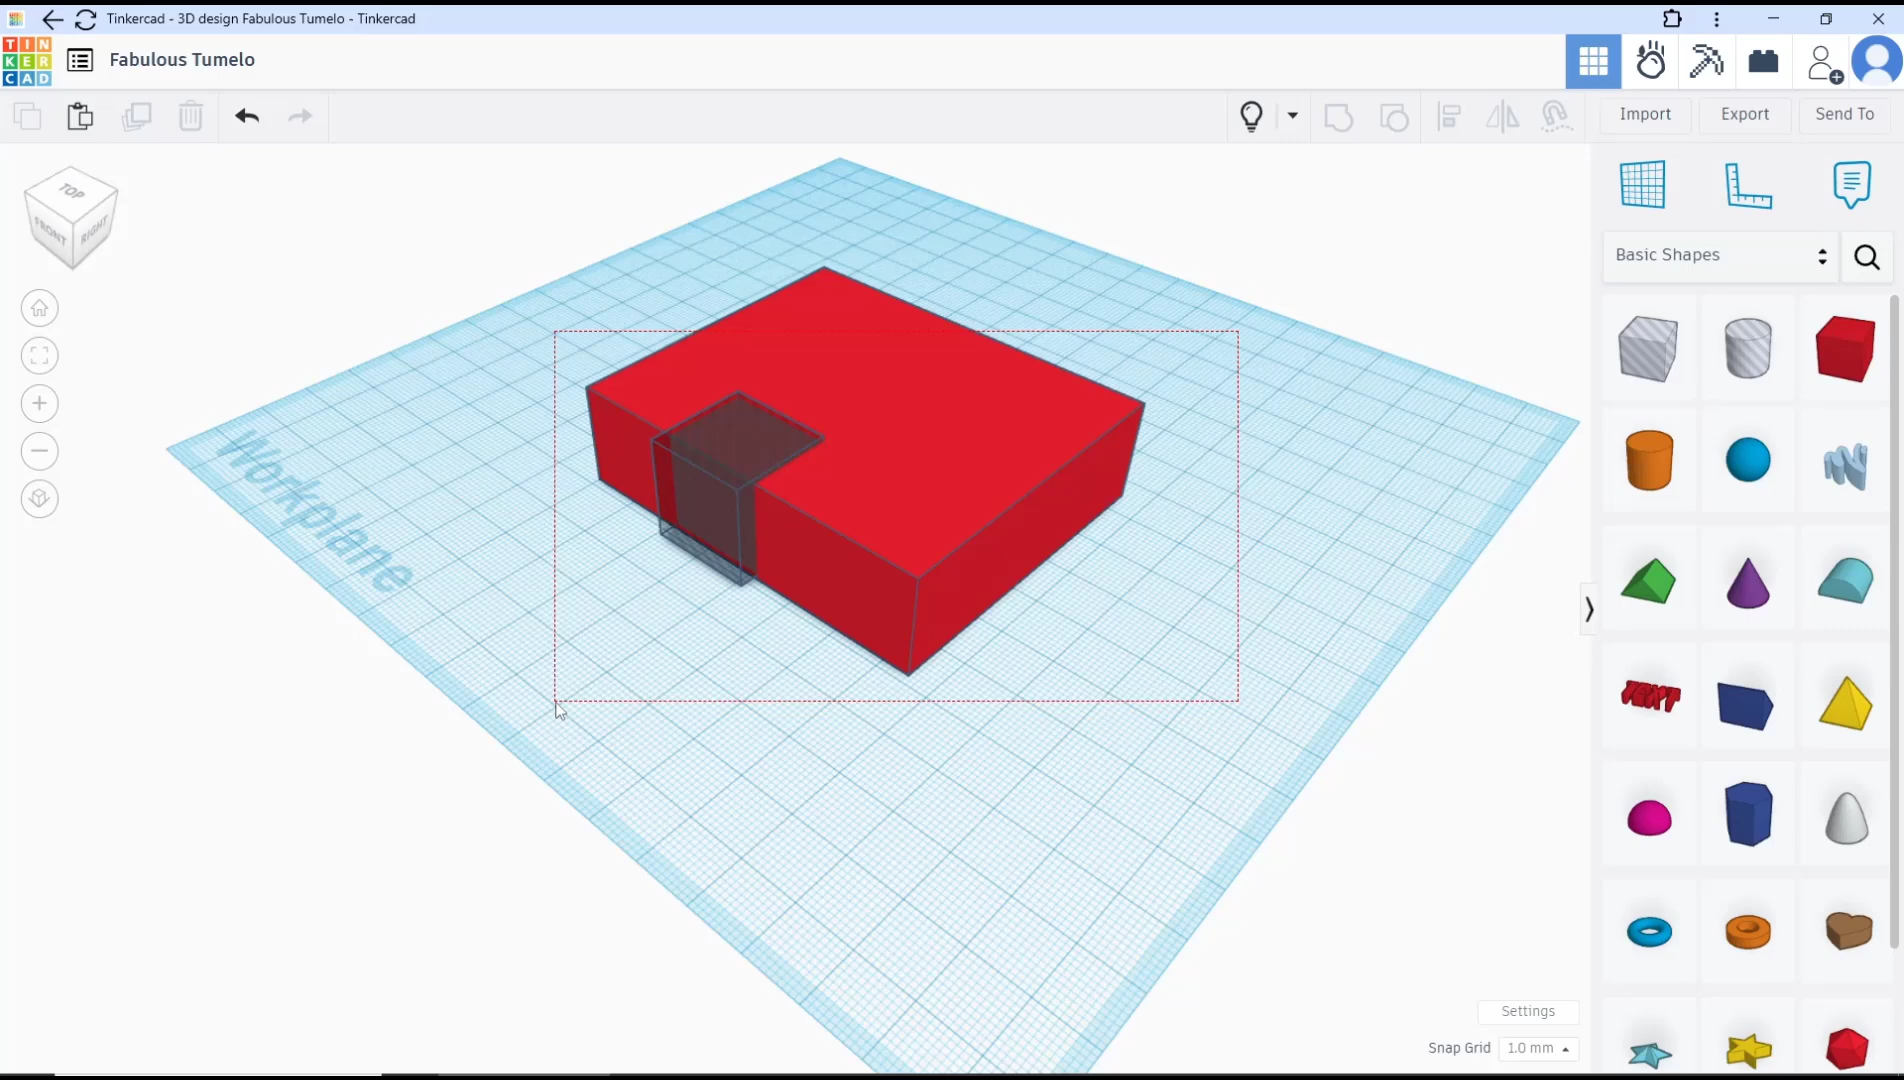 Tinkercad - 3D design Fabulous Tumelo - Tinkercad
TIN
KER
CAD
Fabulous Tumelo
Import
Export
Send To
TOP
FRONT
RIGHT
Basic Shapes
Workplane
TEXT
Settings
Snap Grid
1.0 mm